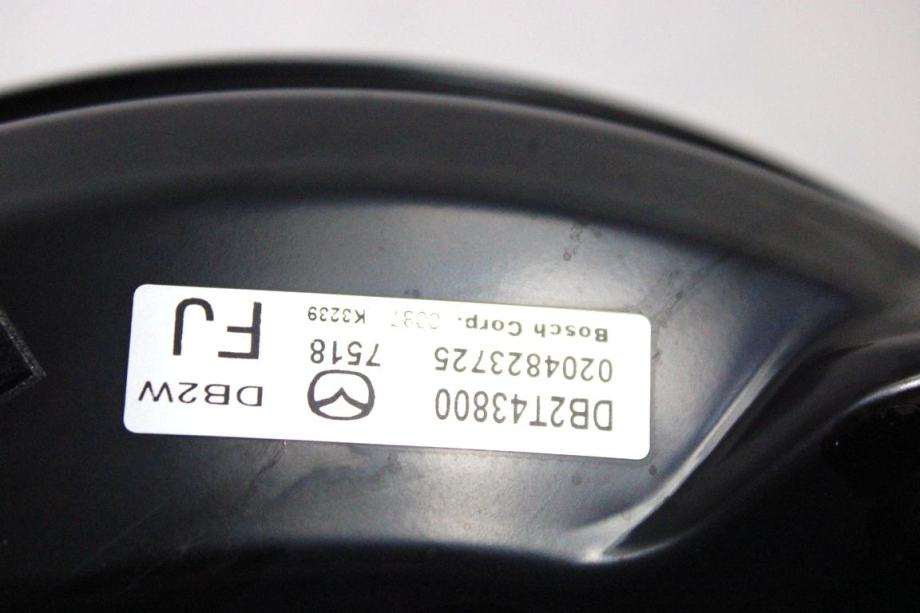 DB2T43800
DB2W
0204823725
7518
FJ
Bosch Corp. K3239